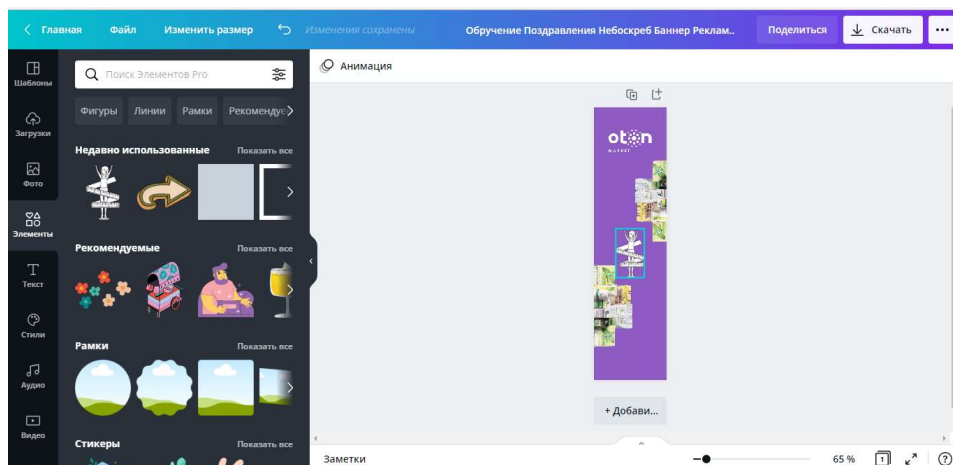 Главная Файл Изменить размер Изменения сохранены Обручение Поздравления Небоскреб Баннер Реклам.. Поделиться Скачать
Шаблоны
Загрузки
Фото
Элементы
Текст
Стили
Аудио
Видео
Поиск Элементов Pro
Фигуры Линии Рамки Рекомендуе
Недавно использованные Показать все
Рекомендуемые Показать все
Рамки Показать все
Стикеры Показать все
Анимация
oton
MARKET
+ Добави...
Заметки 65 % 1 ?